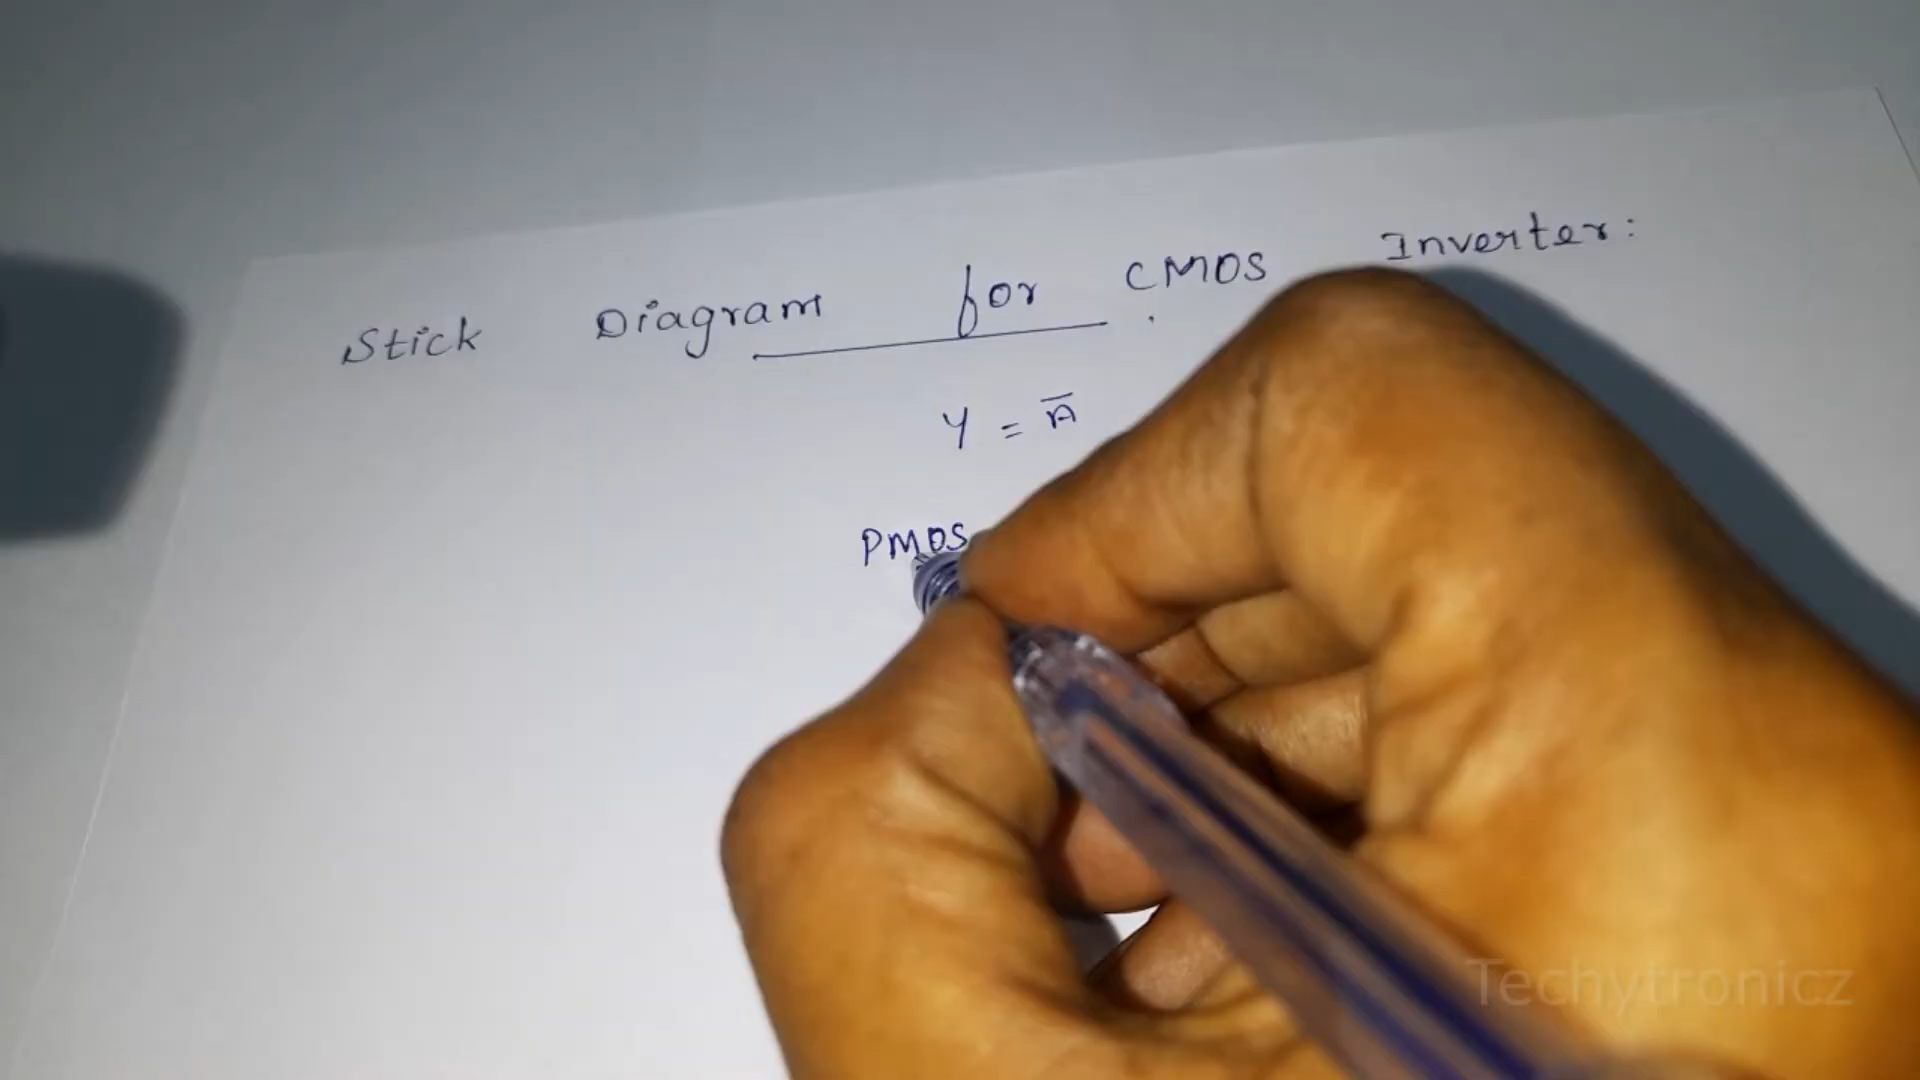 Stick Diagram for CMOS Inverter:
Y = A̅
PMOS
Techytronicz